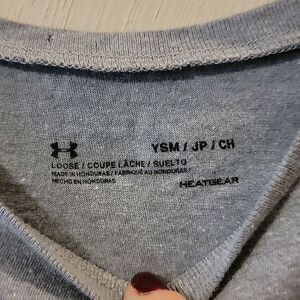 YSM / JP / CH
LOOSE / COUPE LÂCHE / SUELTO
MADE IN HONDURAS / FABRIQUÉ AU HONDURAS /
HECHO EN HONDURAS
HEATGEAR